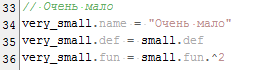 33 // Очень мало
34 very_small.name = "Очень мало"
35 very_small.def = small.def
36 very_small.fun = small.fun.^2